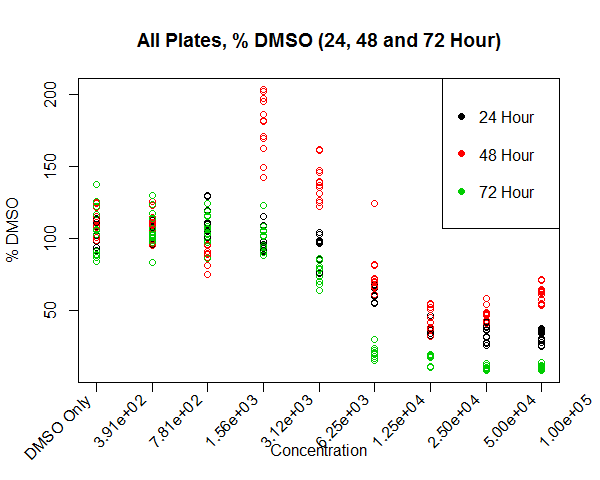 All Plates, % DMSO (24, 48 and 72 Hour)
200
150
100
50
% DMSO
24 Hour
48 Hour
72 Hour
DMSO Only
3.91e+02
7.81e+02
1.56e+03
3.12e+03
6.25e+03
1.25e+04
2.50e+04
5.00e+04
1.00e+05
Concentration